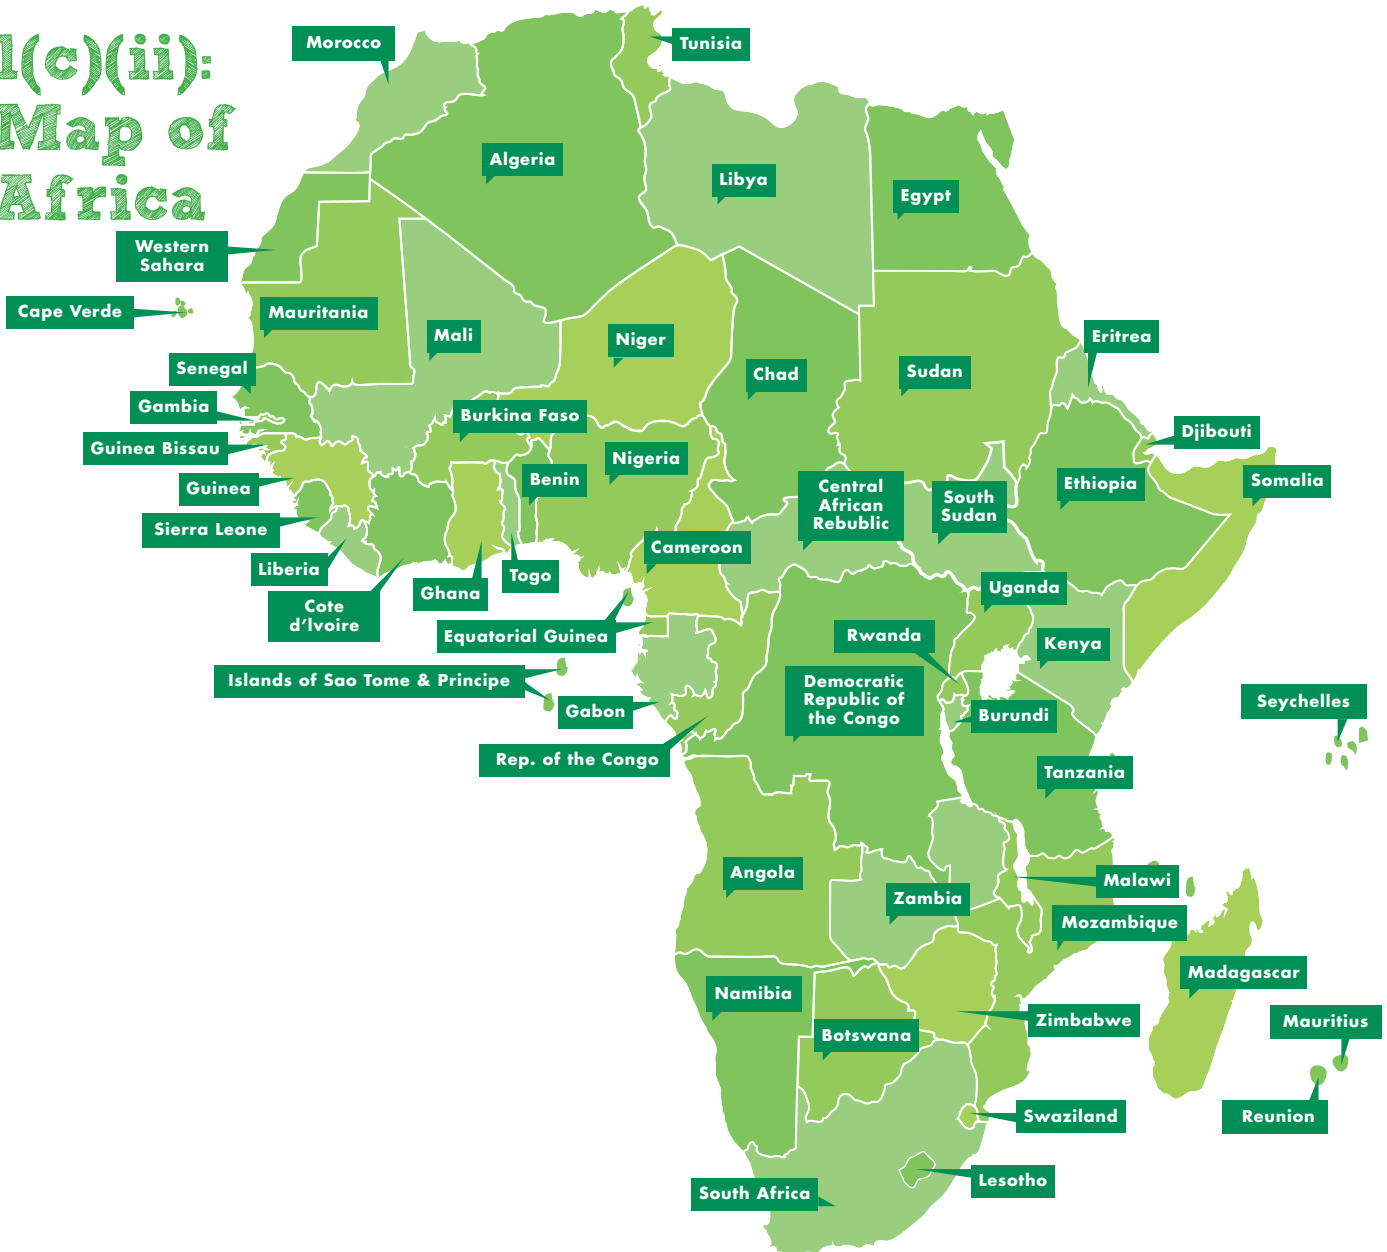 1(c)(ii):
Map of
Africa
Morocco
Tunisia
Algeria
Libya
Egypt
Western
Sahara
Cape Verde
Mauritania
Mali
Niger
Chad
Sudan
Eritrea
Senegal
Gambia
Guinea Bissau
Guinea
Sierra Leone
Liberia
Cote
d'Ivoire
Burkina Faso
Ghana
Togo
Benin
Nigeria
Cameroon
Central
African
Rebublic
South
Sudan
Ethiopia
Djibouti
Somalia
Equatorial Guinea
Islands of Sao Tome & Principe
Gabon
Rep. of the Congo
Democratic
Republic of
the Congo
Rwanda
Uganda
Kenya
Burundi
Tanzania
Seychelles
Angola
Zambia
Malawi
Mozambique
Madagascar
Mauritius
Reunion
Namibia
Botswana
Zimbabwe
Swaziland
Lesotho
South Africa